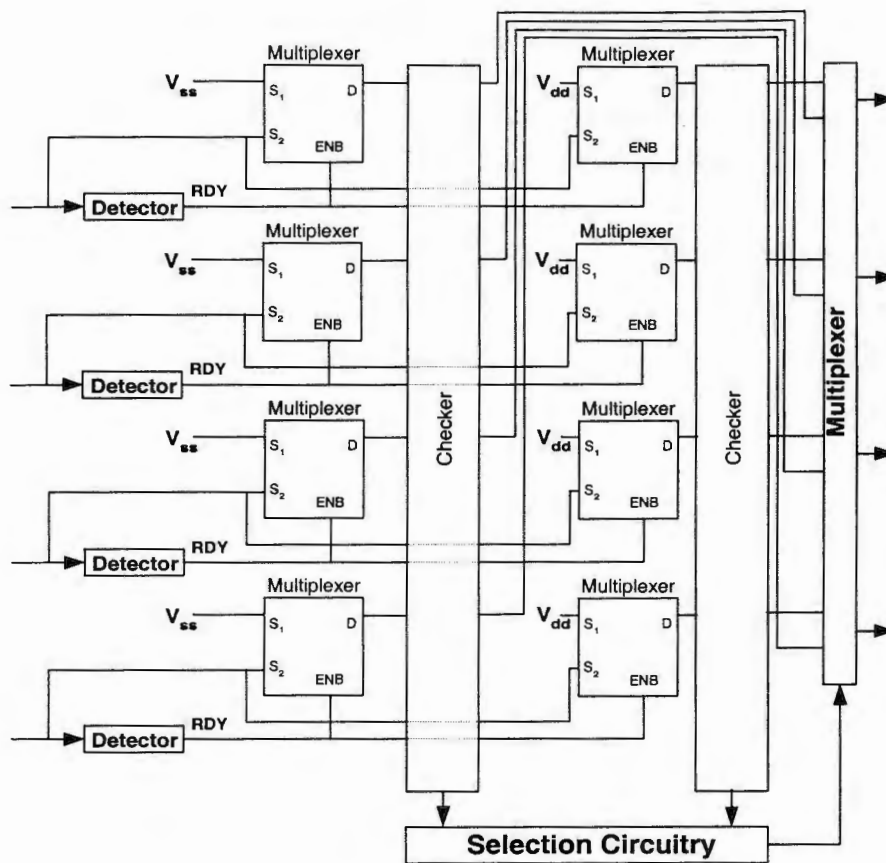 Multiplexer
Multiplexer
V_ss
S_1
D
V_dd
S_1
D
S_2
ENB
S_2
ENB
RDY
Detector
Multiplexer
Multiplexer
V_ss
S_1
D
V_dd
S_1
D
S_2
ENB
S_2
ENB
RDY
Detector
Checker
Checker
Multiplexer
Multiplexer
Multiplexer
V_ss
S_1
D
V_dd
S_1
D
S_2
ENB
S_2
ENB
RDY
Detector
Multiplexer
Multiplexer
V_ss
S_1
D
V_dd
S_1
D
S_2
ENB
S_2
ENB
RDY
Detector
Selection Circuitry